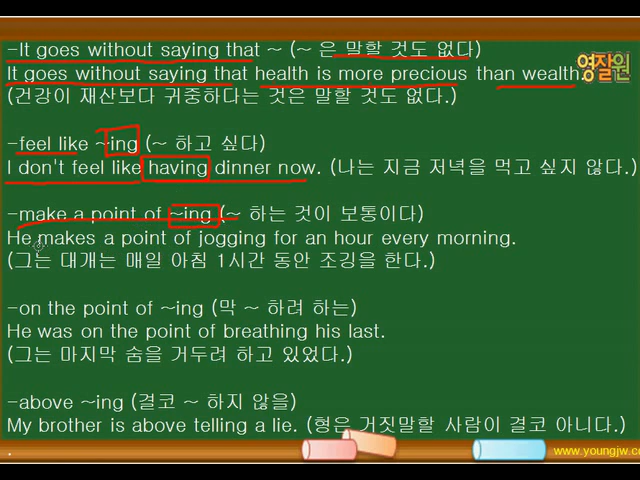 -It goes without saying that ~ (~ 은 말할 것도 없다)
영잘원
It goes without saying that health is more precious than wealth.
(건강이 재산보다 귀중하다는 것은 말할 것도 없다.)
-feel like ~ing (~ 하고 싶다)
I don't feel like having dinner now. (나는 지금 저녁을 먹고 싶지 않다.)
-make a point of ~ing (~ 하는 것이 보통이다)
He makes a point of jogging for an hour every morning.
(그는 대개는 매일 아침 1시간 동안 조깅을 한다.)
-on the point of ~ing (막 ~ 하려 하는)
He was on the point of breathing his last.
(그는 마지막 숨을 거두려 하고 있었다.)
-above ~ing (결코 ~ 하지 않을)
My brother is above telling a lie. (형은 거짓말할 사람이 결코 아니다.)
.
www.youngjw.co